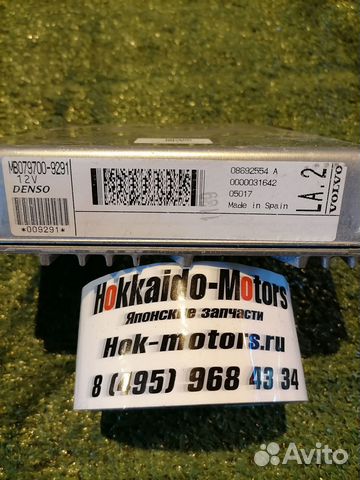 MB079700-9291
12V
DENSO
*009291*
08692554 A
0000031642
05017
Made in Spain
LA.2
VOLVO
Hokkaido-Motors
Японские запчасти
Hok-motors.ru
8 (495) 968 43 34
Avito